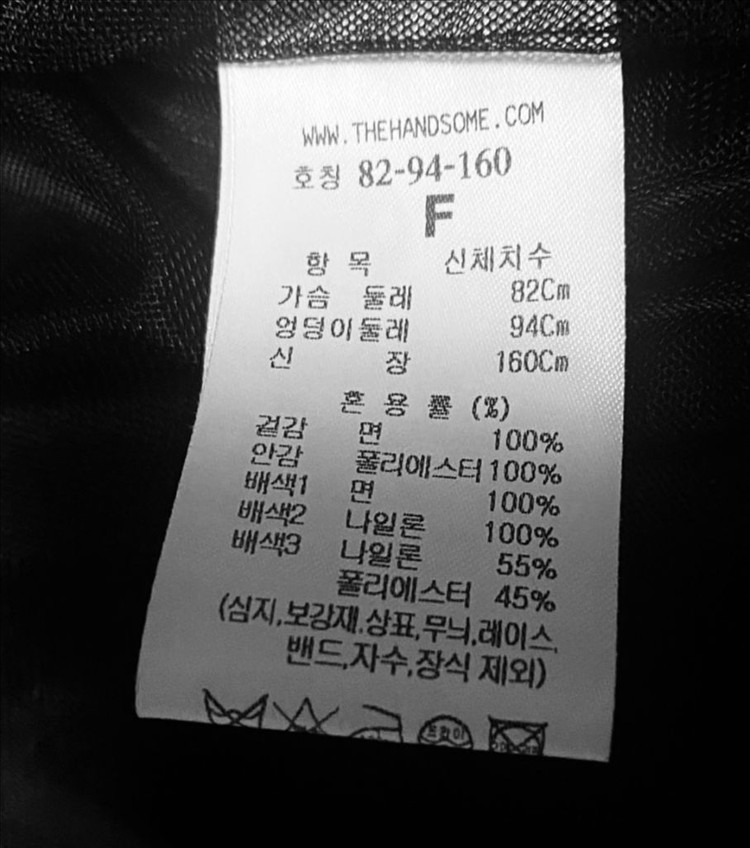 WWW.THEHANDSOME.COM
호칭 82-94-160
F
항 목 신체치수
가슴 둘레 82Cm
엉덩이둘레 94Cm
신 장 160Cm
혼 용 률 (%)
겉감 면 100%
안감 폴리에스터 100%
배색1 면 100%
배색2 나일론 100%
배색3 나일론 55%
폴리에스터 45%
(심지,보강재.상표,무늬,레이스,
밴드,자수,장식 제외)